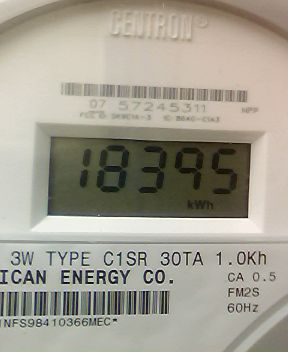 CENTRON®
07 57245311
18395
kWh
3W TYPE C1SR 30TA 1.0Kh
ICAN ENERGY CO.
CA 0.5
FM2S
60Hz
NFS98410366MEC*